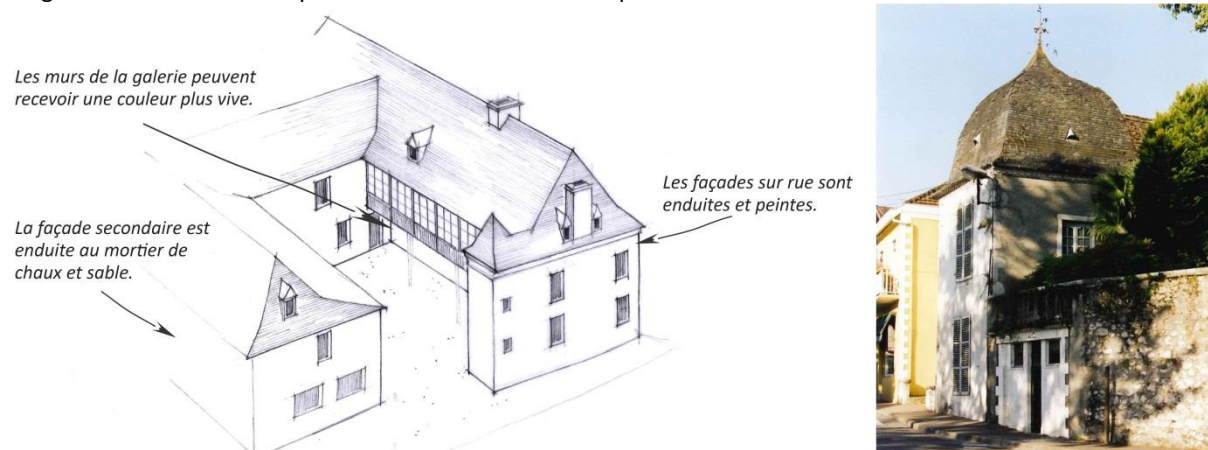 Les murs de la galerie peuvent
recevoir une couleur plus vive.
Les façades sur rue sont
enduites et peintes.
La façade secondaire est
enduite au mortier de
chaux et sable.